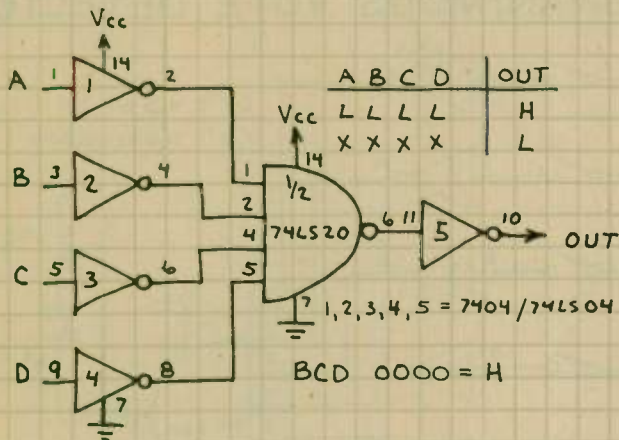 Vcc
14
A 1 1 2
A B C D OUT
L L L L H
X X X X L
Vcc
14
B 3 2 4
1
1/2
2
74LS20
4
5
6 11 5 10 OUT
C 5 3 6
7
1, 2, 3, 4, 5 = 7404/74LS04
D 9 4 8
7
BCD 0000 = H